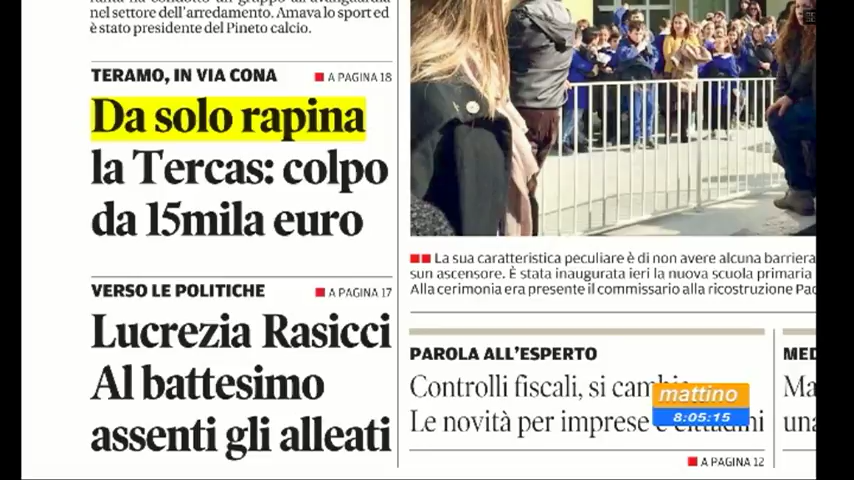 nel settore dell'arredamento. Amava lo sport ed
è stato presidente del Pineto calcio.
TERAMO, IN VIA CONA
A PAGINA 18
Da solo rapina
la Tercas: colpo
da 15mila euro
VERSO LE POLITICHE
A PAGINA 17
Lucrezia Rasicci
Al battesimo
assenti gli alleati
La sua caratteristica peculiare è di non avere alcuna barriera
sun ascensore. È stata inaugurata ieri la nuova scuola primaria
Alla cerimonia era presente il commissario alla ricostruzione
PAROLA ALL'ESPERTO
Controlli fiscali, si
Le novità per imprese e cittadini
A PAGINA 12
MED
Ma
una
mattino
8:05:15